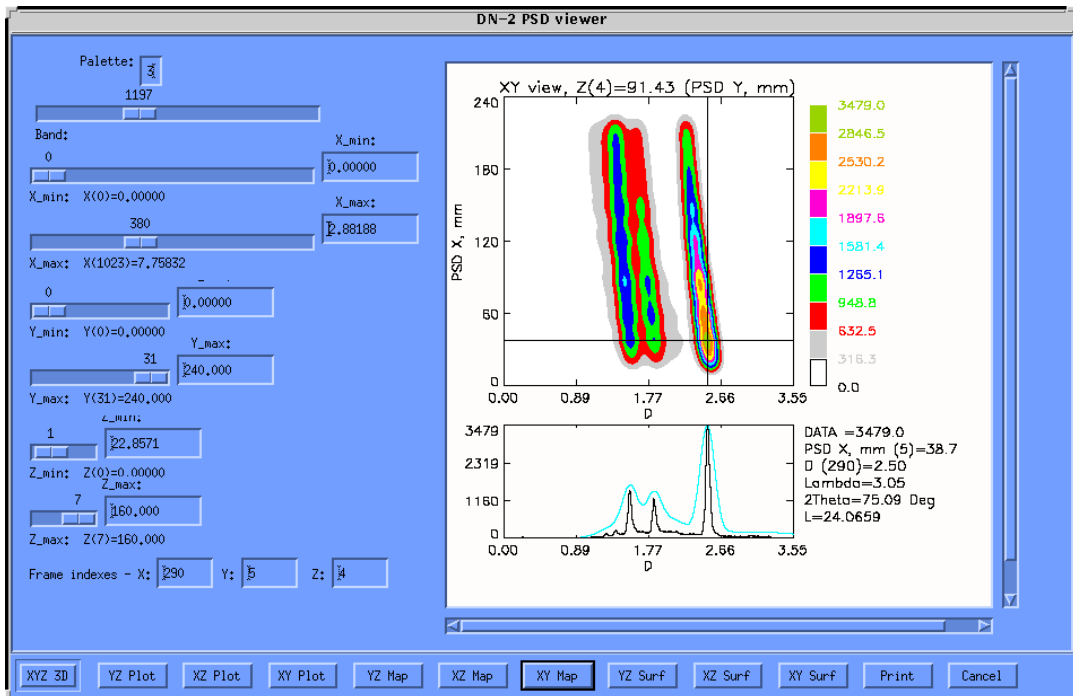 DN-2 PSD viewer
Palette: 3
1197
Band:
0
X_min:
0.00000
X_min: X(0)=0.00000
380
X_max:
2.88188
X_max: X(1023)=7.75832
0
0.00000
Y_min: Y(0)=0.00000
Y_max:
31
240.000
Y_max: Y(31)=240.000
Z_min:
1
22.8571
Z_min: Z(0)=0.00000
Z_max:
7
160.000
Z_max: Z(7)=160.000
Frame indexes - X: 290 Y: 5 Z: 4
XY view, Z(4)=91.43 (PSD Y, mm)
240
180
120
60
0
PSD X, mm
0.00 0.89 1.77 2.66 3.55
D
3479.0
2846.5
2530.2
2213.9
1897.6
1581.4
1265.1
948.8
632.5
316.3
0.0
3479
2319
1160
0
0.00 0.89 1.77 2.66 3.55
D
DATA =3479.0
PSD X, mm (5)=38.7
D (290)=2.50
Lambda=3.05
2Theta=75.09 Deg
L=24.0659
XYZ 3D YZ Plot XZ Plot XY Plot YZ Map XZ Map XY Map YZ Surf XZ Surf XY Surf Print Cancel